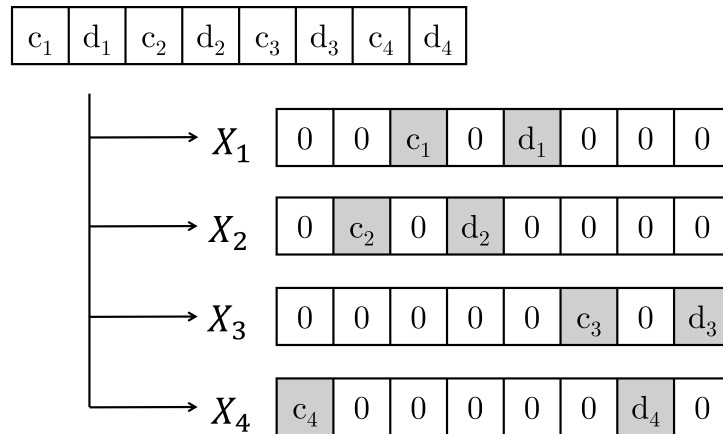 c₁ d₁ c₂ d₂ c₃ d₃ c₄ d₄
X₁ 0 0 c₁ 0 d₁ 0 0 0
X₂ 0 c₂ 0 d₂ 0 0 0 0
X₃ 0 0 0 0 0 c₃ 0 d₃
X₄ c₄ 0 0 0 0 0 d₄ 0